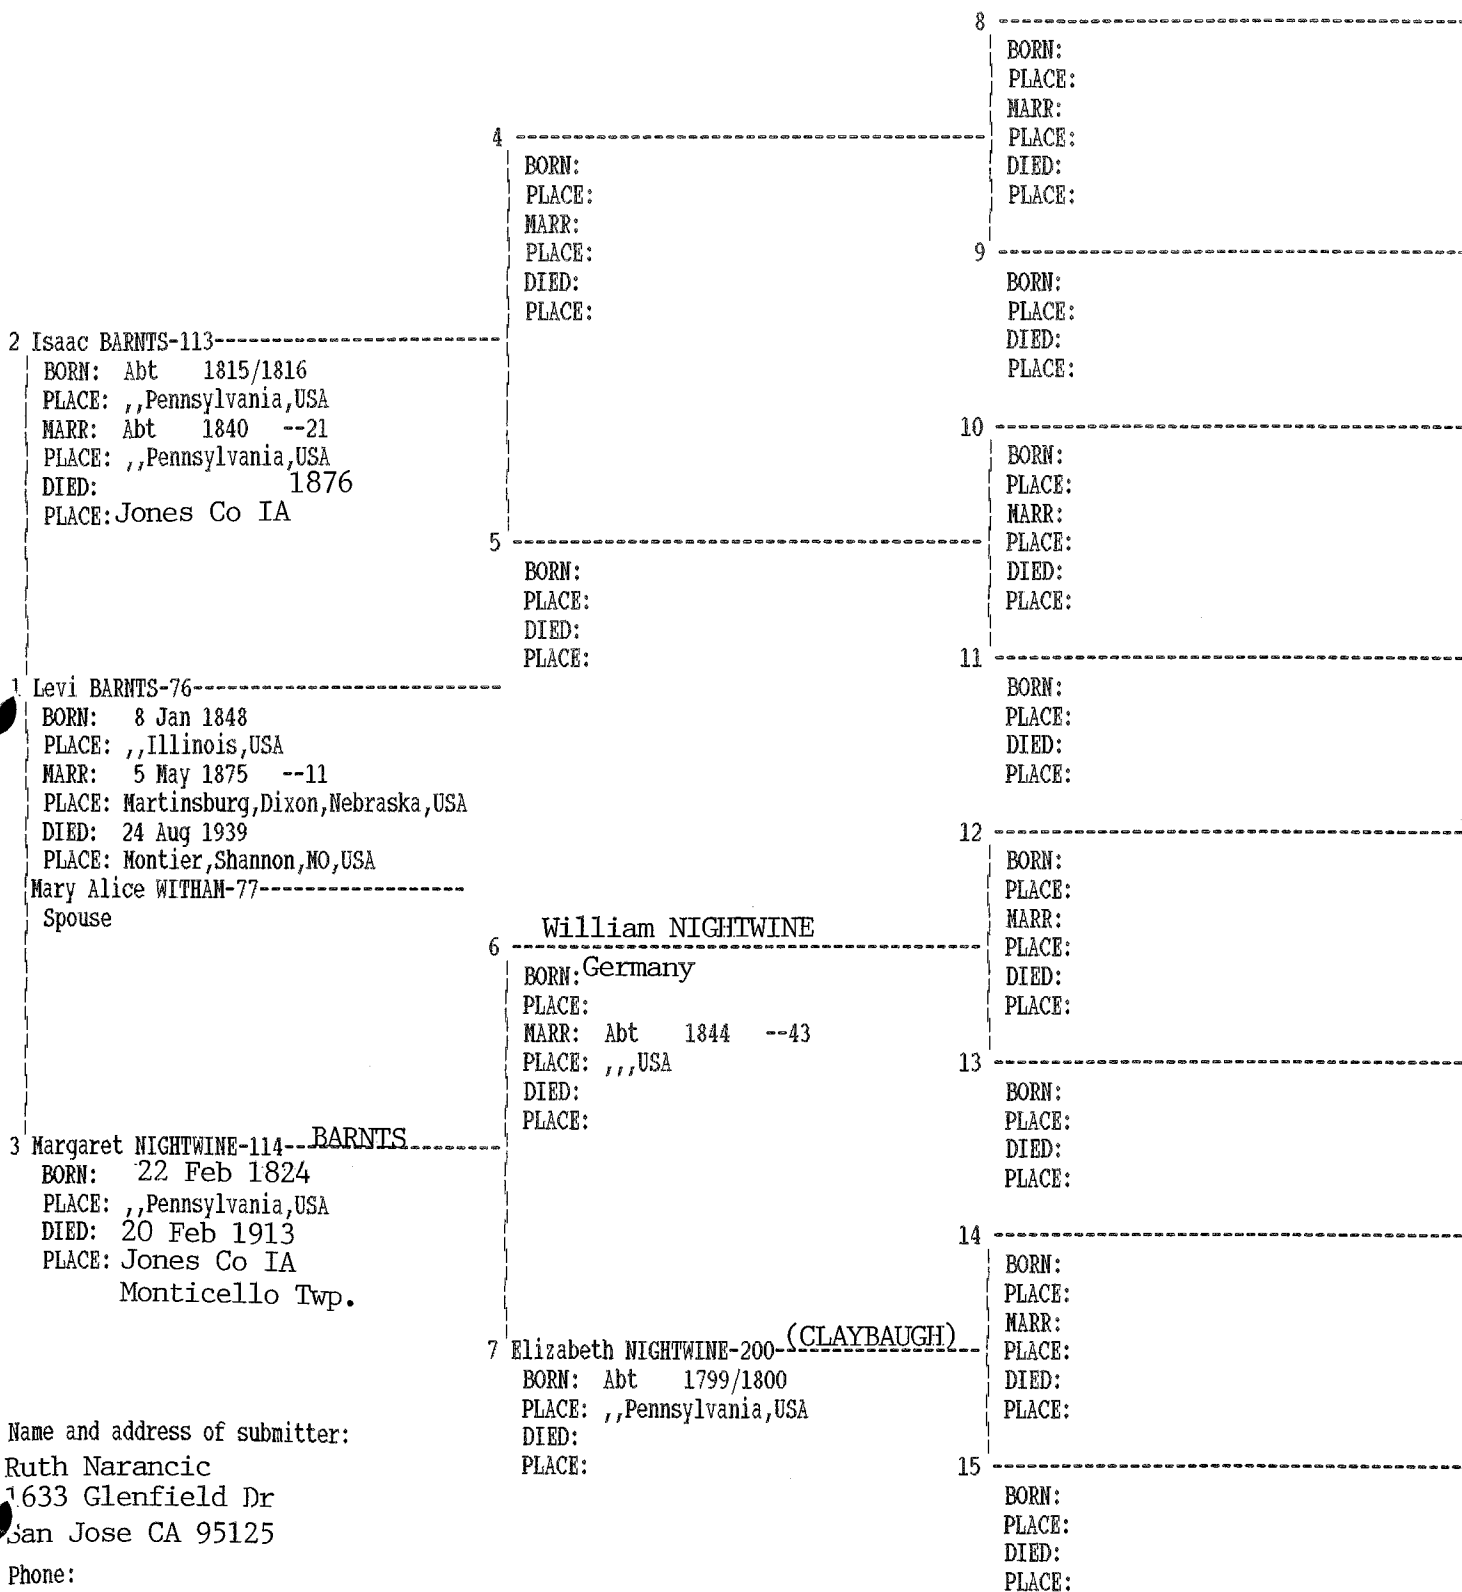 8
BORN:
PLACE:
MARR:
PLACE:
DIED:
PLACE:
4
BORN:
PLACE:
MARR:
PLACE:
DIED:
PLACE:
9
BORN:
PLACE:
DIED:
PLACE:
2 Isaac BARNTS-113
BORN: Abt 1815/1816
PLACE: ,,Pennsylvania,USA
MARR: Abt 1840 --21
PLACE: ,,Pennsylvania,USA
DIED: 1876
PLACE: Jones Co IA
10
BORN:
PLACE:
MARR:
PLACE:
DIED:
PLACE:
5
BORN:
PLACE:
DIED:
PLACE:
11
BORN:
PLACE:
DIED:
PLACE:
1 Levi BARNTS-76
BORN: 8 Jan 1848
PLACE: ,,Illinois,USA
MARR: 5 May 1875 --11
PLACE: Martinsburg,Dixon,Nebraska,USA
DIED: 24 Aug 1939
PLACE: Montier,Shannon,MO,USA
Mary Alice WITHAM-77
Spouse
12
BORN:
PLACE:
MARR:
PLACE:
DIED:
PLACE:
William NIGHTWINE
6
BORN: Germany
PLACE:
MARR: Abt 1844 --43
PLACE: ,,,USA
DIED:
PLACE:
13
BORN:
PLACE:
DIED:
PLACE:
3 Margaret NIGHTWINE-114--BARNTS
BORN: 22 Feb 1824
PLACE: ,,Pennsylvania,USA
DIED: 20 Feb 1913
PLACE: Jones Co IA
Monticello Twp.
14
BORN:
PLACE:
MARR:
PLACE:
DIED:
PLACE:
7 Elizabeth NIGHTWINE-200-(CLAYBAUGH)
BORN: Abt 1799/1800
PLACE: ,,Pennsylvania,USA
DIED:
PLACE:
15
BORN:
PLACE:
DIED:
PLACE:
Name and address of submitter:
Ruth Narancic
1633 Glenfield Dr
San Jose CA 95125
Phone: